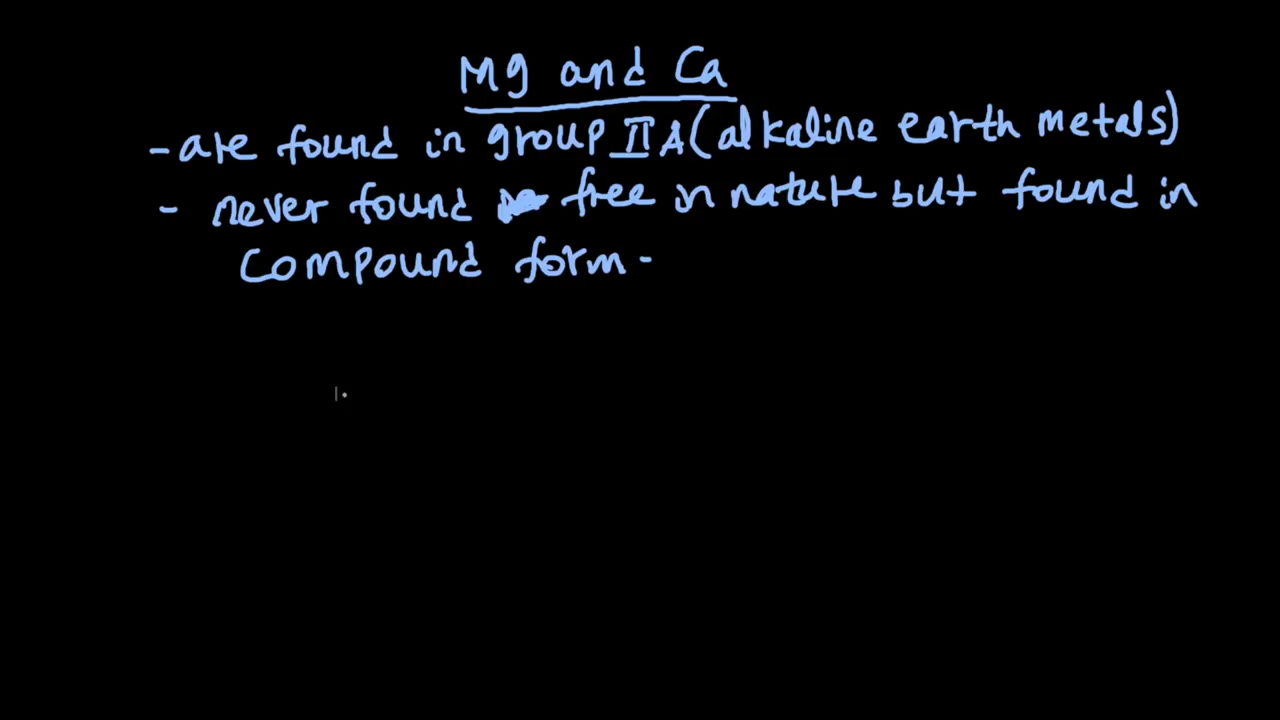 Mg and Ca
- are found in group II A (alkaline earth metals)
- never found free in nature but found in
compound form -